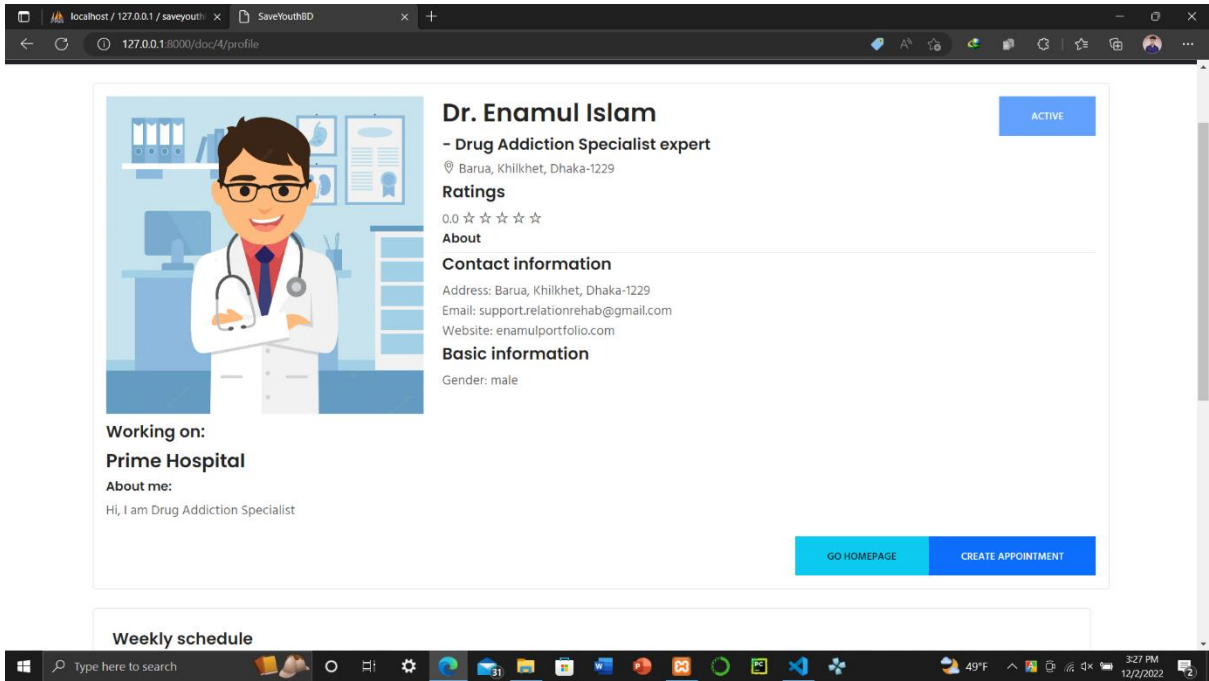 localhost / 127.0.0.1 / saveyouth
SaveYouthBD
127.0.0.1:8000/doc/4/profile
Dr. Enamul Islam
ACTIVE
- Drug Addiction Specialist expert
Barua, Khilkhet, Dhaka-1229
Ratings
0.0
About
Contact information
Address: Barua, Khilkhet, Dhaka-1229
Email: support.relationrehab@gmail.com
Website: enamulportfolio.com
Basic information
Gender: male
Working on:
Prime Hospital
About me:
Hi, I am Drug Addiction Specialist
GO HOMEPAGE
CREATE APPOINTMENT
Weekly schedule
Type here to search
31
49°F
3:27 PM
12/2/2022
2